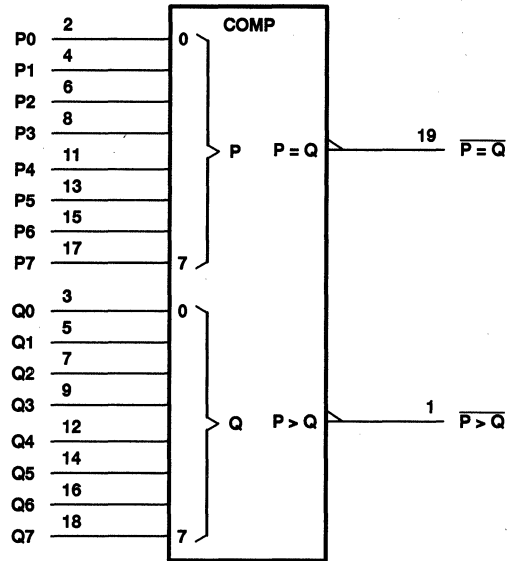 COMP
P0 2 0
P1 4
P2 6
P3 8
P P = Q 19 P = Q
P4 11
P5 13
P6 15
P7 17 7
Q0 3 0
Q1 5
Q2 7
Q3 9
Q P > Q 1 P > Q
Q4 12
Q5 14
Q6 16
Q7 18 7